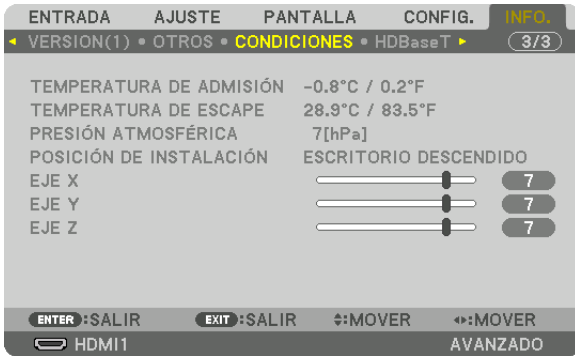 ENTRADA AJUSTE PANTALLA CONFIG. INFO.
◂ VERSION(1) • OTROS • CONDICIONES • HDBaseT ▸ 3/3
TEMPERATURA DE ADMISIÓN -0.8°C / 0.2°F
TEMPERATURA DE ESCAPE 28.9°C / 83.5°F
PRESIÓN ATMOSFÉRICA 7[hPa]
POSICIÓN DE INSTALACIÓN ESCRITORIO DESCENDIDO
EJE X 7
EJE Y 7
EJE Z 7
ENTER :SALIR EXIT :SALIR ♦:MOVER ◂▸:MOVER
HDMI1 AVANZADO